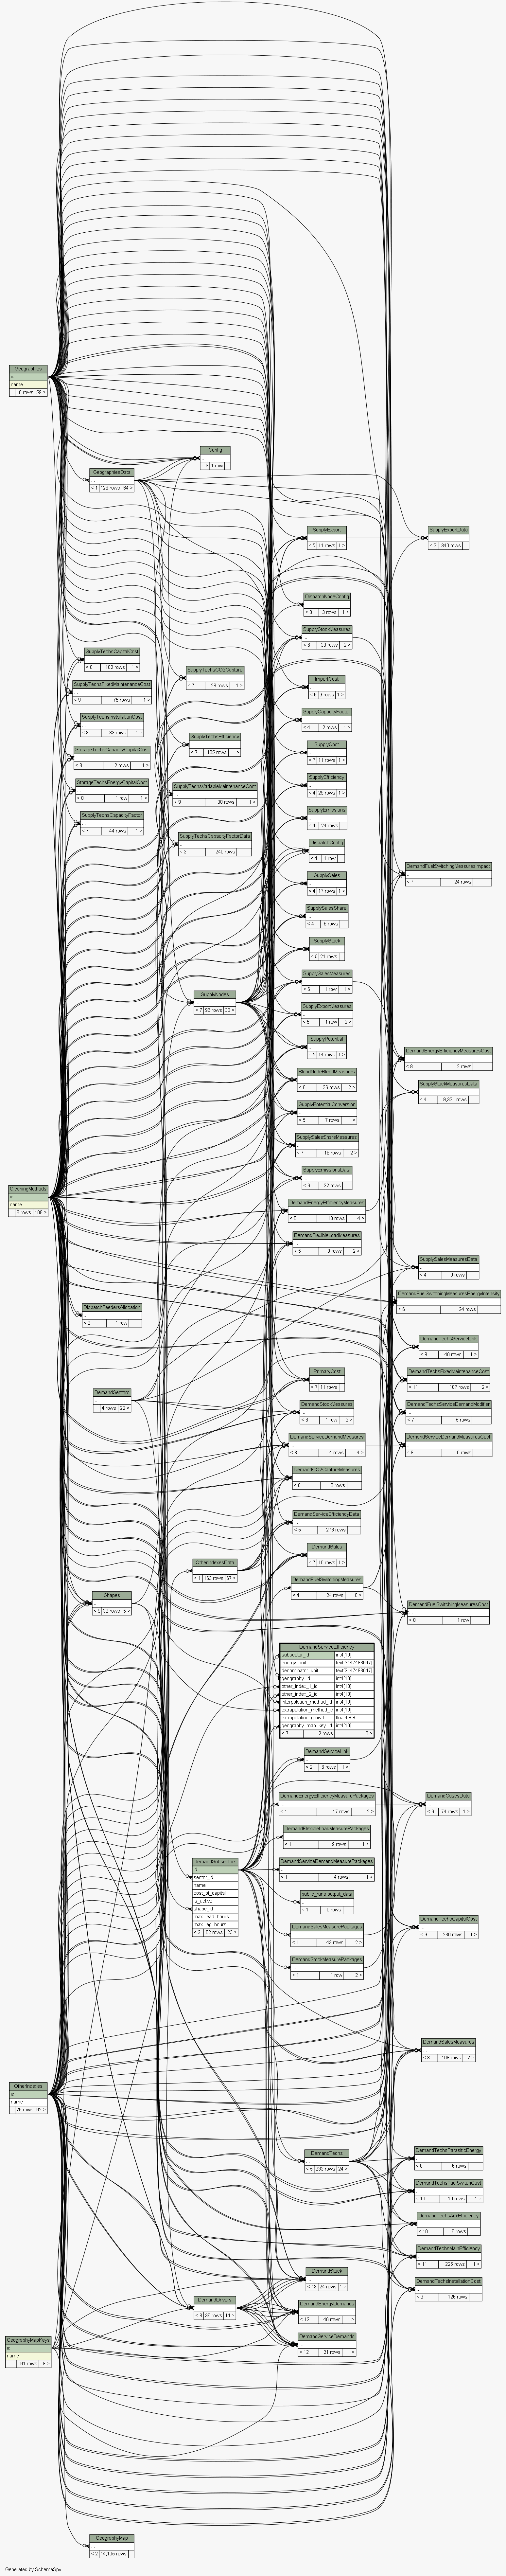 Geographies
id
name
10 rows 59 >
Config
< 9 1 row
GeographiesData
< 1 126 rows 64 >
SupplyExport
< 5 11 rows 1 >
SupplyExportData
< 3 340 rows
DispatchNodeConfig
< 3 3 rows 1 >
SupplyStockMeasures
< 6 33 rows 2 >
SupplyTechsCapitalCost
< 8 102 rows 1 >
SupplyTechsCO2Capture
< 7 28 rows 1 >
ImportCost
< 6 9 rows 1 >
SupplyTechsFixedMaintenanceCost
< 9 75 rows 1 >
SupplyCapacityFactor
< 4 2 rows 1 >
SupplyTechsInstallationCost
< 8 33 rows 1 >
SupplyTechsEfficiency
< 7 105 rows 1 >
SupplyCost
< 7 11 rows 1 >
StorageTechsCapacityCapitalCost
< 8 2 rows 1 >
SupplyEfficiency
< 4 28 rows 1 >
StorageTechsEnergyCapitalCost
< 8 1 row 1 >
SupplyTechsVariableMaintenanceCost
< 9 80 rows 1 >
SupplyEmissions
< 4 24 rows
SupplyTechsCapacityFactor
< 7 44 rows 1 >
SupplyTechsCapacityFactorData
< 3 240 rows
DispatchConfig
< 4 1 row
SupplySales
< 4 17 rows 1 >
DemandFuelSwitchingMeasuresImpact
< 7 24 rows
SupplySalesShare
< 4 6 rows
SupplyStock
< 5 21 rows
SupplyNodes
< 7 98 rows 38 >
SupplySalesMeasures
< 6 1 row 1 >
SupplyExportMeasures
< 5 1 row 2 >
SupplyPotential
< 5 14 rows 1 >
DemandEnergyEfficiencyMeasuresCost
< 8 2 rows
BlendNodeBlendMeasures
< 6 36 rows 2 >
SupplyStockMeasuresData
< 4 8,331 rows
SupplyPotentialConversion
< 5 7 rows 1 >
SupplySalesShareMeasures
< 7 18 rows 2 >
SupplyEmissionsData
< 6 32 rows
CleaningMethods
id
name
6 rows 108 >
DemandEnergyEfficiencyMeasures
< 8 19 rows 4 >
DemandFlexibleLoadMeasures
< 5 9 rows 2 >
SupplySalesMeasuresData
< 4 0 rows
DemandFuelSwitchingMeasuresEnergyIntensity
< 8 24 rows
DispatchFeedersAllocation
< 2 1 row
DemandTechsServiceLink
< 9 40 rows 1 >
PrimaryCost
< 7 11 rows
DemandTechsFixedMaintenanceCost
< 11 187 rows 2 >
DemandSectors
4 rows 22 >
DemandStockMeasures
< 8 1 row 2 >
DemandTechsServiceDemandModifier
< 7 5 rows
DemandServiceDemandMeasures
< 8 4 rows 4 >
DemandServiceDemandMeasuresCost
< 8 0 rows
DemandCO2CaptureMeasures
< 6 0 rows
DemandServiceEfficiencyData
< 5 278 rows
OtherIndexesData
< 1 183 rows 87 >
DemandSales
< 7 10 rows 1 >
Shapes
< 9 32 rows 5 >
DemandFuelSwitchingMeasures
< 4 24 rows 8 >
DemandFuelSwitchingMeasuresCost
< 8 1 row
DemandServiceEfficiency
subsector_id int4[10]
energy_unit text[2147483647]
denominator_unit text[2147483647]
geography_id int4[10]
other_index_1_id int4[10]
other_index_2_id int4[10]
interpolation_method_id int4[10]
extrapolation_method_id int4[10]
extrapolation_growth float4[8,8]
geography_map_key_id int4[10]
< 7 2 rows 0 >
DemandServiceLink
< 2 8 rows 1 >
DemandEnergyEfficiencyMeasurePackages
< 1 17 rows 2 >
DemandCasesData
< 6 74 rows 1 >
DemandFlexibleLoadMeasurePackages
< 1 8 rows 1 >
DemandSubsectors
id
sector_id
name
cost_of_capital
is_active
shape_id
max_lead_hours
max_lag_hours
< 2 62 rows 23 >
DemandServiceDemandMeasurePackages
< 1 4 rows 1 >
public_runs.output_data
< 1 0 rows
DemandSalesMeasurePackages
< 1 43 rows 2 >
DemandTechsCapitalCost
< 9 230 rows 1 >
DemandStockMeasurePackages
< 1 1 row 2 >
DemandSalesMeasures
< 8 168 rows 2 >
OtherIndexes
id
name
29 rows 62 >
DemandTechs
< 5 233 rows 24 >
DemandTechsParasiticEnergy
< 8 6 rows
DemandTechsFuelSwitchCost
< 10 10 rows 1 >
DemandTechsAuxEfficiency
< 10 6 rows
DemandTechsMainEfficiency
< 11 225 rows 1 >
DemandStock
< 13 24 rows 1 >
DemandTechsInstallationCost
< 9 126 rows
DemandDrivers
< 8 36 rows 14 >
DemandEnergyDemands
< 12 46 rows 1 >
DemandServiceDemands
< 12 21 rows 1 >
GeographyMapKeys
id
name
81 rows 8 >
GeographyMap
< 2 14,105 rows
Generated by SchemaSpy